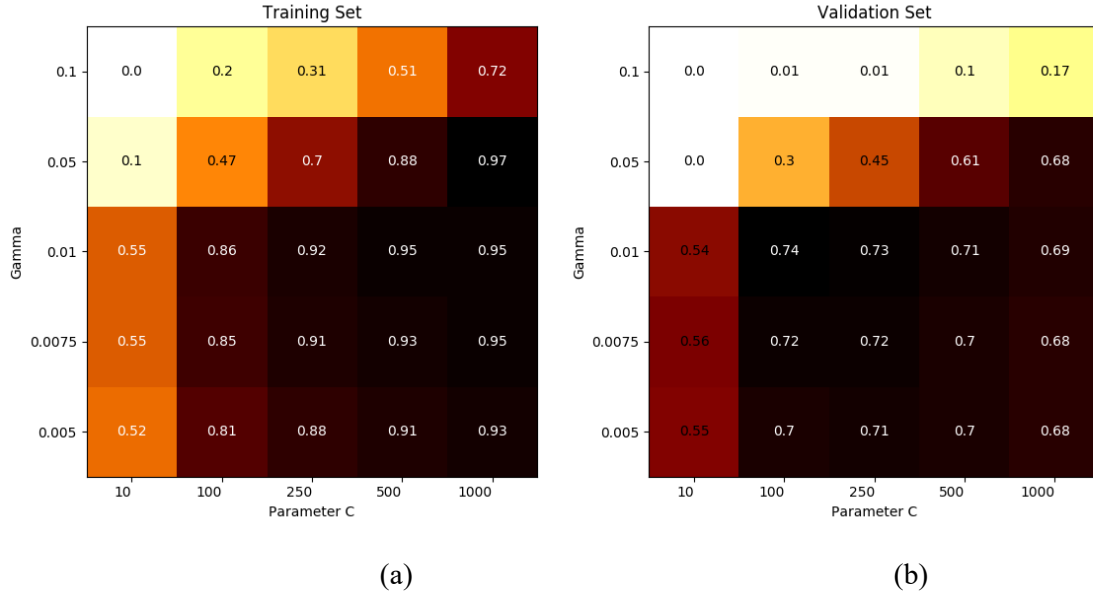 Training Set
0.1 0.0 0.2 0.31 0.51 0.72
0.05 0.1 0.47 0.7 0.88 0.97
0.01 0.55 0.86 0.92 0.95 0.95
0.0075 0.55 0.85 0.91 0.93 0.95
0.005 0.52 0.81 0.88 0.91 0.93
Gamma
10 100 250 500 1000
Parameter C
(a)
Validation Set
0.1 0.0 0.01 0.01 0.1 0.17
0.05 0.0 0.3 0.45 0.61 0.68
0.01 0.54 0.74 0.73 0.71 0.69
0.0075 0.56 0.72 0.72 0.7 0.68
0.005 0.55 0.7 0.71 0.7 0.68
Gamma
10 100 250 500 1000
Parameter C
(b)